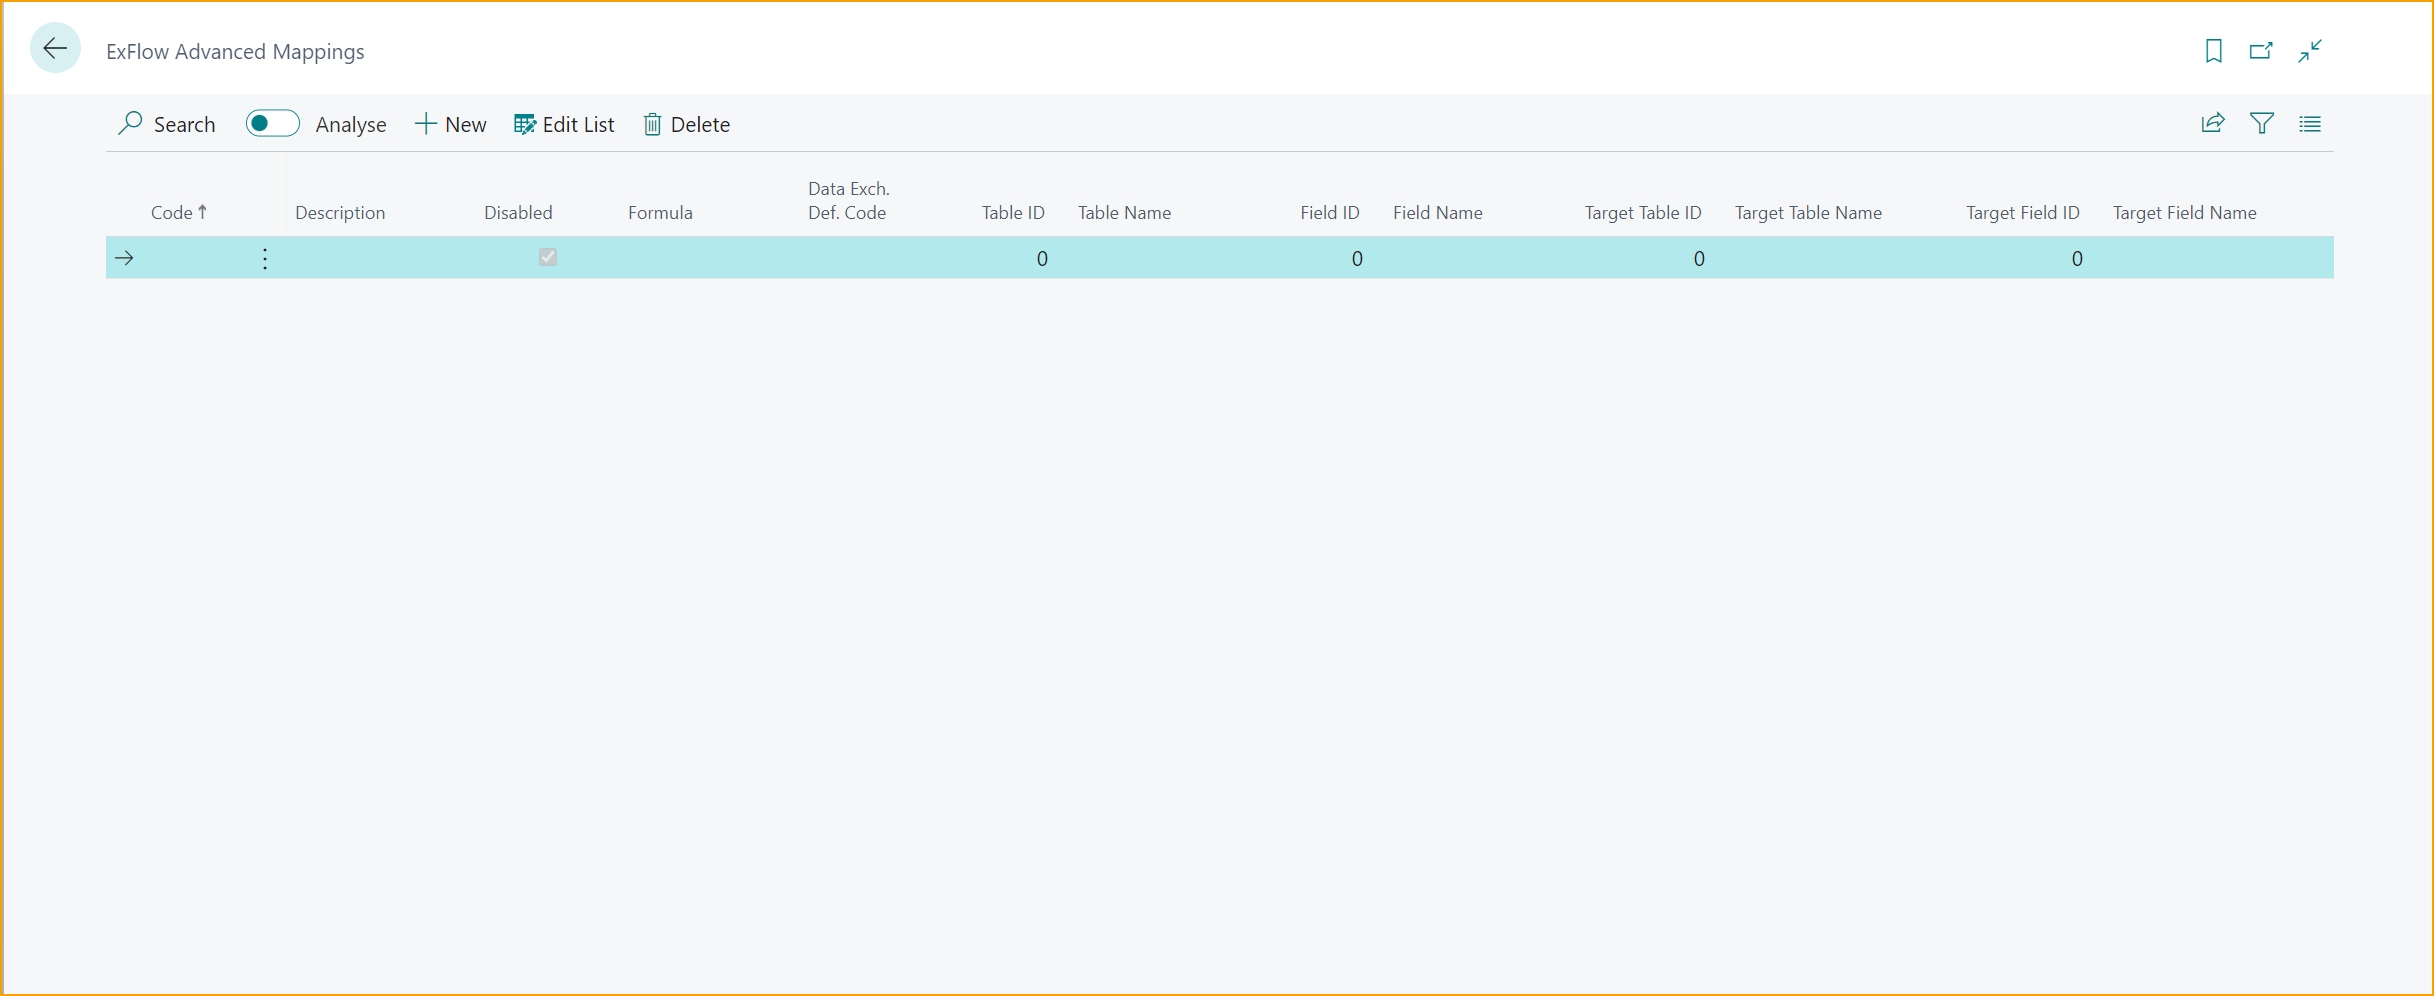 ExFlow Advanced Mappings
Search Analyse New Edit List Delete
Code Description Disabled Formula Data Exch. Def. Code Table ID Table Name Field ID Field Name Target Table ID Target Table Name Target Field ID Target Field Name
0 0 0 0